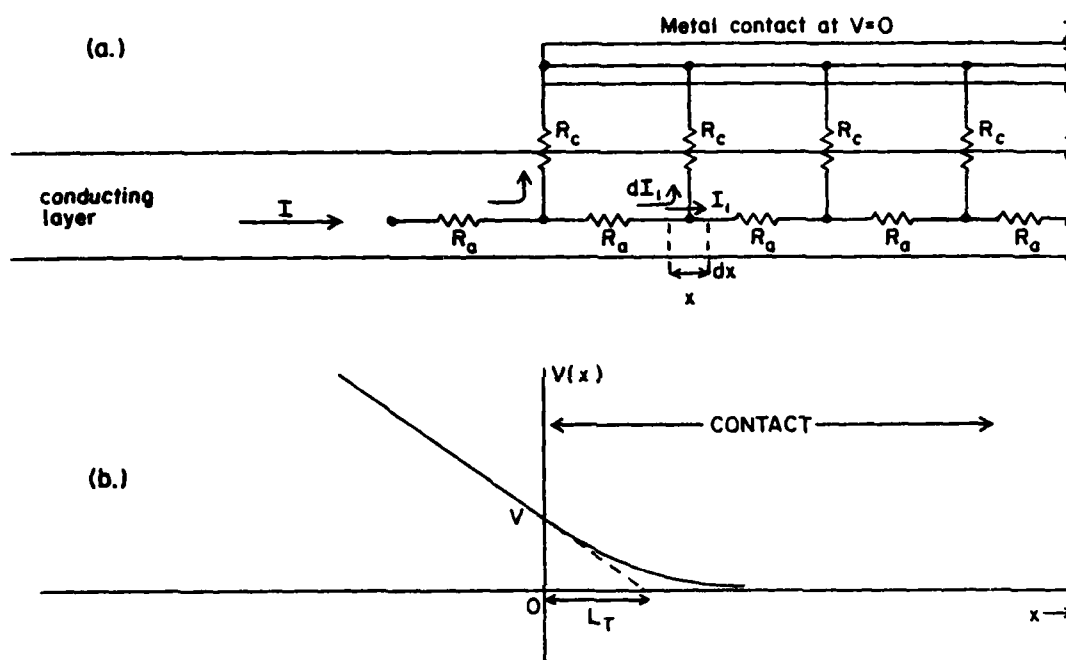 (a.)
Metal contact at V=0
R_c
R_c
R_c
R_c
conducting
layer
I
dI_1
I_1
R_a
R_a
R_a
R_a
R_a
dx
x
(b.)
V(x)
CONTACT
V
O
L_T
x